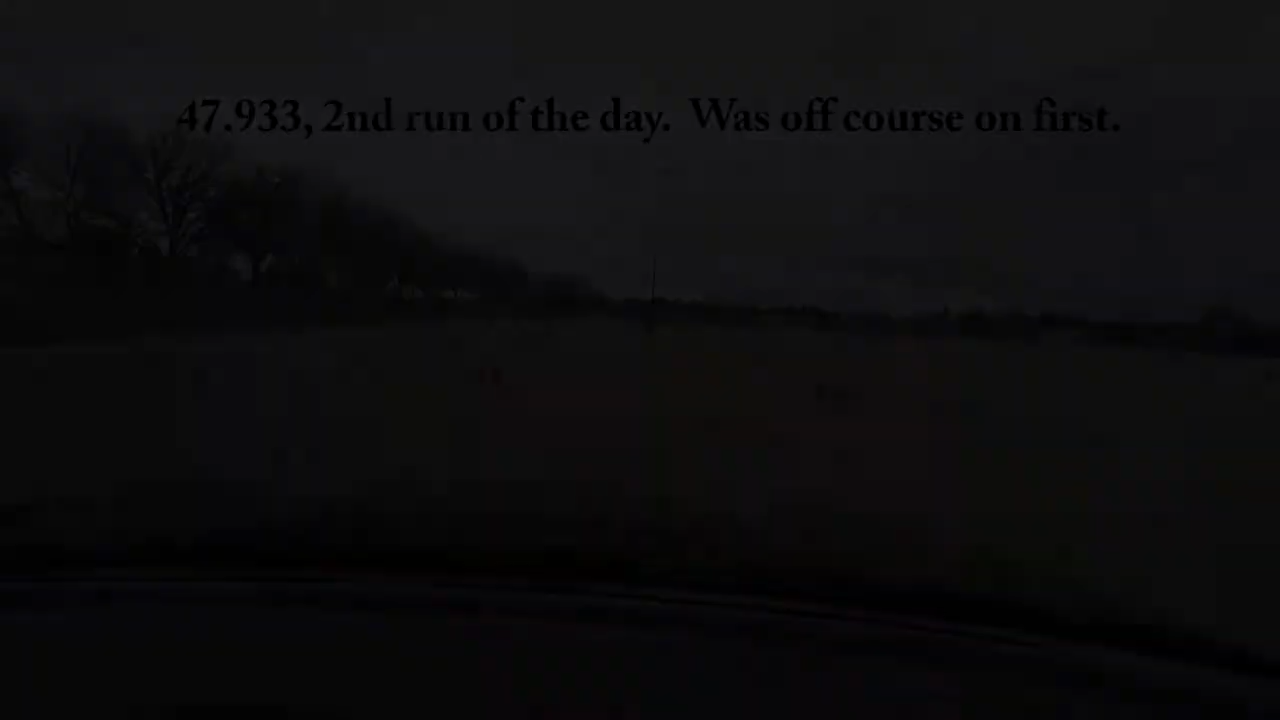 47.933, 2nd run of the day.  Was off course on first.